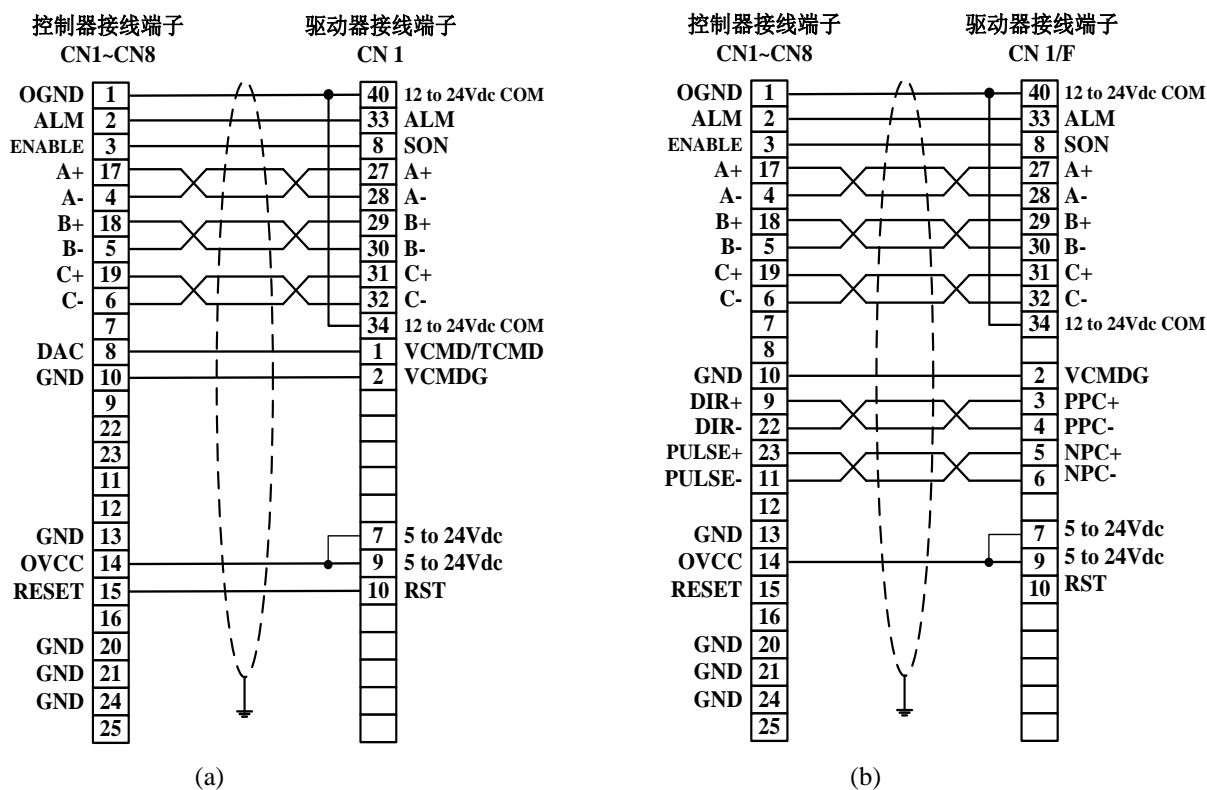 控制器接线端子 驱动器接线端子
CN1~CN8 CN 1
OGND 1 40 12 to 24Vdc COM
ALM 2 33 ALM
ENABLE 3 8 SON
A+ 17 27 A+
A- 4 28 A-
B+ 18 29 B+
B- 5 30 B-
C+ 19 31 C+
C- 6 32 C-
7 34 12 to 24Vdc COM
DAC 8 1 VCMD/TCMD
GND 10 2 VCMDG
9
22
23
11
12
GND 13 7 5 to 24Vdc
OVCC 14 9 5 to 24Vdc
RESET 15 10 RST
16
GND 20
GND 21
GND 24
25
(a)
控制器接线端子 驱动器接线端子
CN1~CN8 CN 1/F
OGND 1 40 12 to 24Vdc COM
ALM 2 33 ALM
ENABLE 3 8 SON
A+ 17 27 A+
A- 4 28 A-
B+ 18 29 B+
B- 5 30 B-
C+ 19 31 C+
C- 6 32 C-
7 34 12 to 24Vdc COM
8
GND 10 2 VCMDG
DIR+ 9 3 PPC+
DIR- 22 4 PPC-
PULSE+ 23 5 NPC+
PULSE- 11 6 NPC-
12
GND 13 7 5 to 24Vdc
OVCC 14 9 5 to 24Vdc
RESET 15 10 RST
16
GND 20
GND 21
GND 24
25
(b)